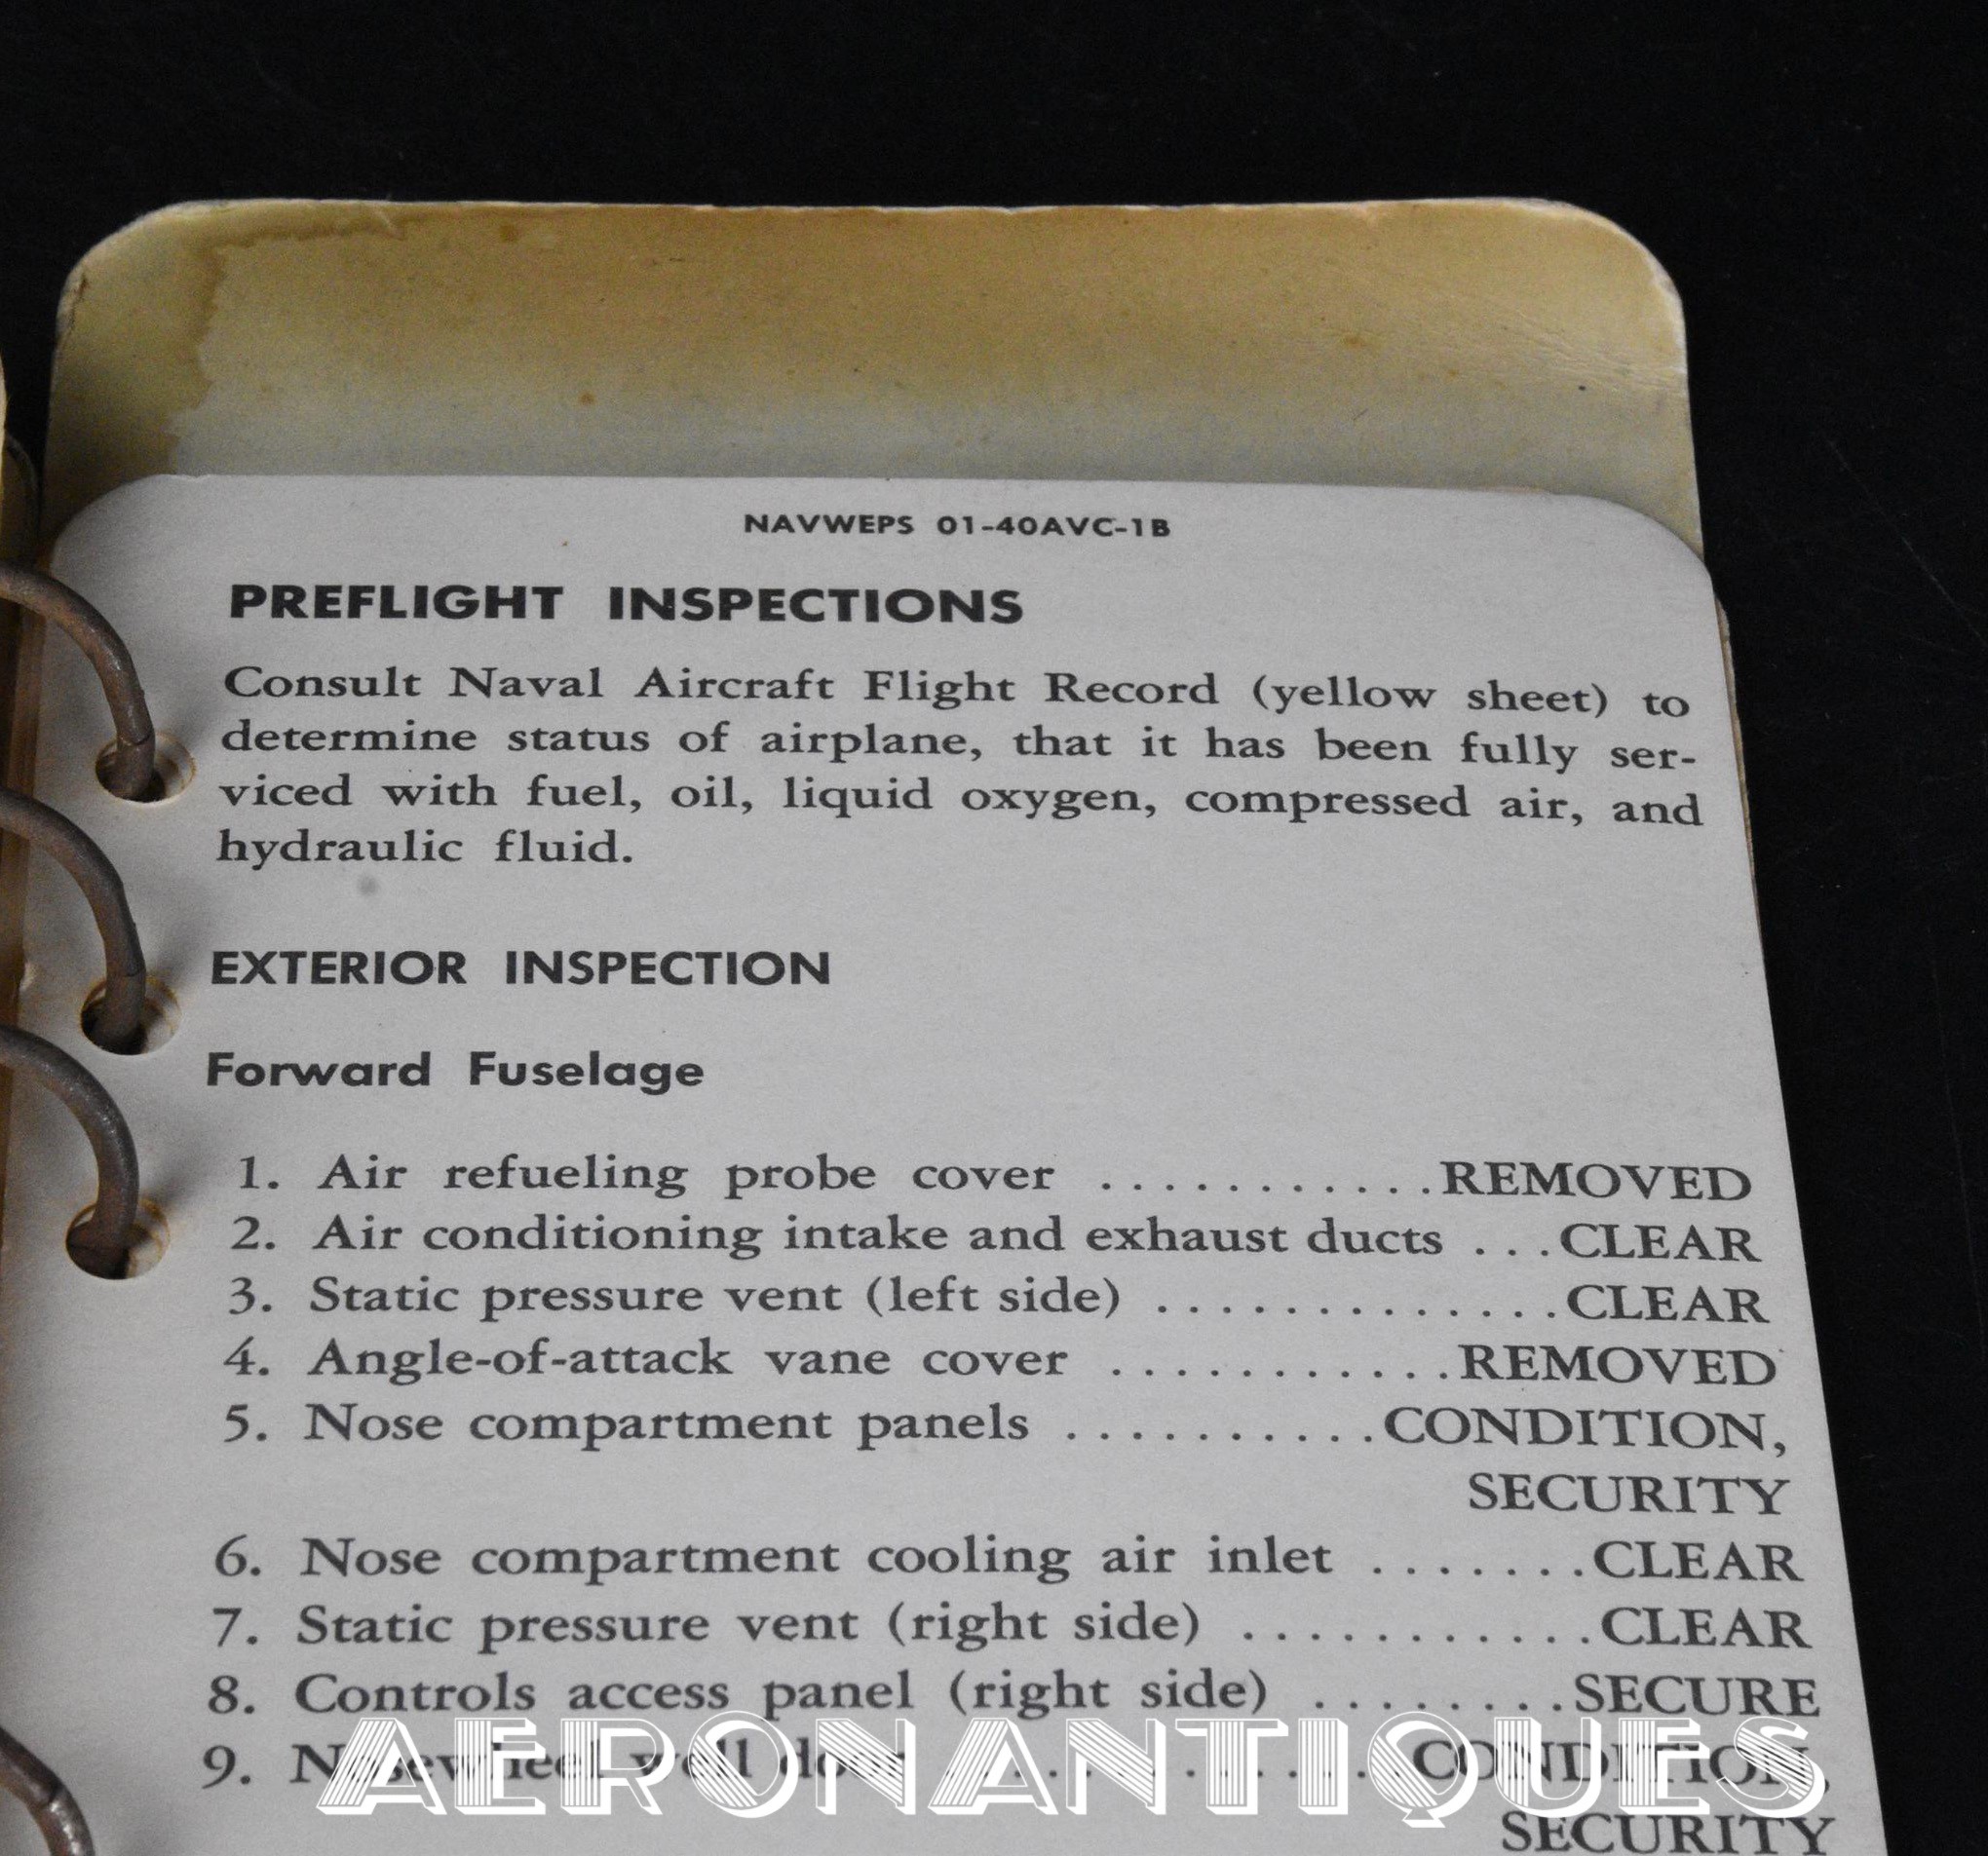 NAVWEPS 01-40AVC-1B
PREFLIGHT INSPECTIONS
Consult Naval Aircraft Flight Record (yellow sheet) to
determine status of airplane, that it has been fully ser-
viced with fuel, oil, liquid oxygen, compressed air, and
hydraulic fluid.
EXTERIOR INSPECTION
Forward Fuselage
1. Air refueling probe cover ...........REMOVED
2. Air conditioning intake and exhaust ducts ...CLEAR
3. Static pressure vent (left side) .............CLEAR
4. Angle-of-attack vane cover ...........REMOVED
5. Nose compartment panels ..........CONDITION,
SECURITY
6. Nose compartment cooling air inlet .......CLEAR
7. Static pressure vent (right side) ...........CLEAR
8. Controls access panel (right side) ........SECURE
9. Nosewheel well door ..............CONDITION,
SECURITY
AERONANTIQUES